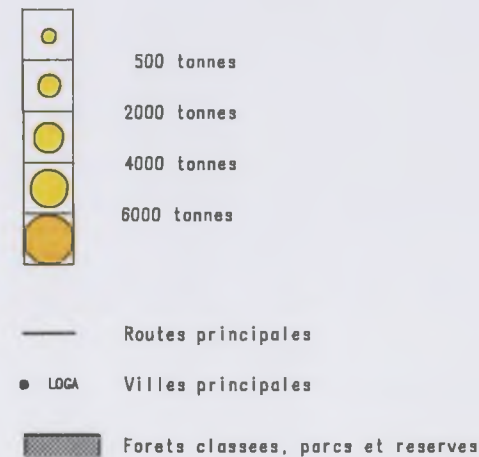 500 tonnes
2000 tonnes
4000 tonnes
6000 tonnes
Routes principales
LOGA Villes principales
Forets classees, parcs et reserves